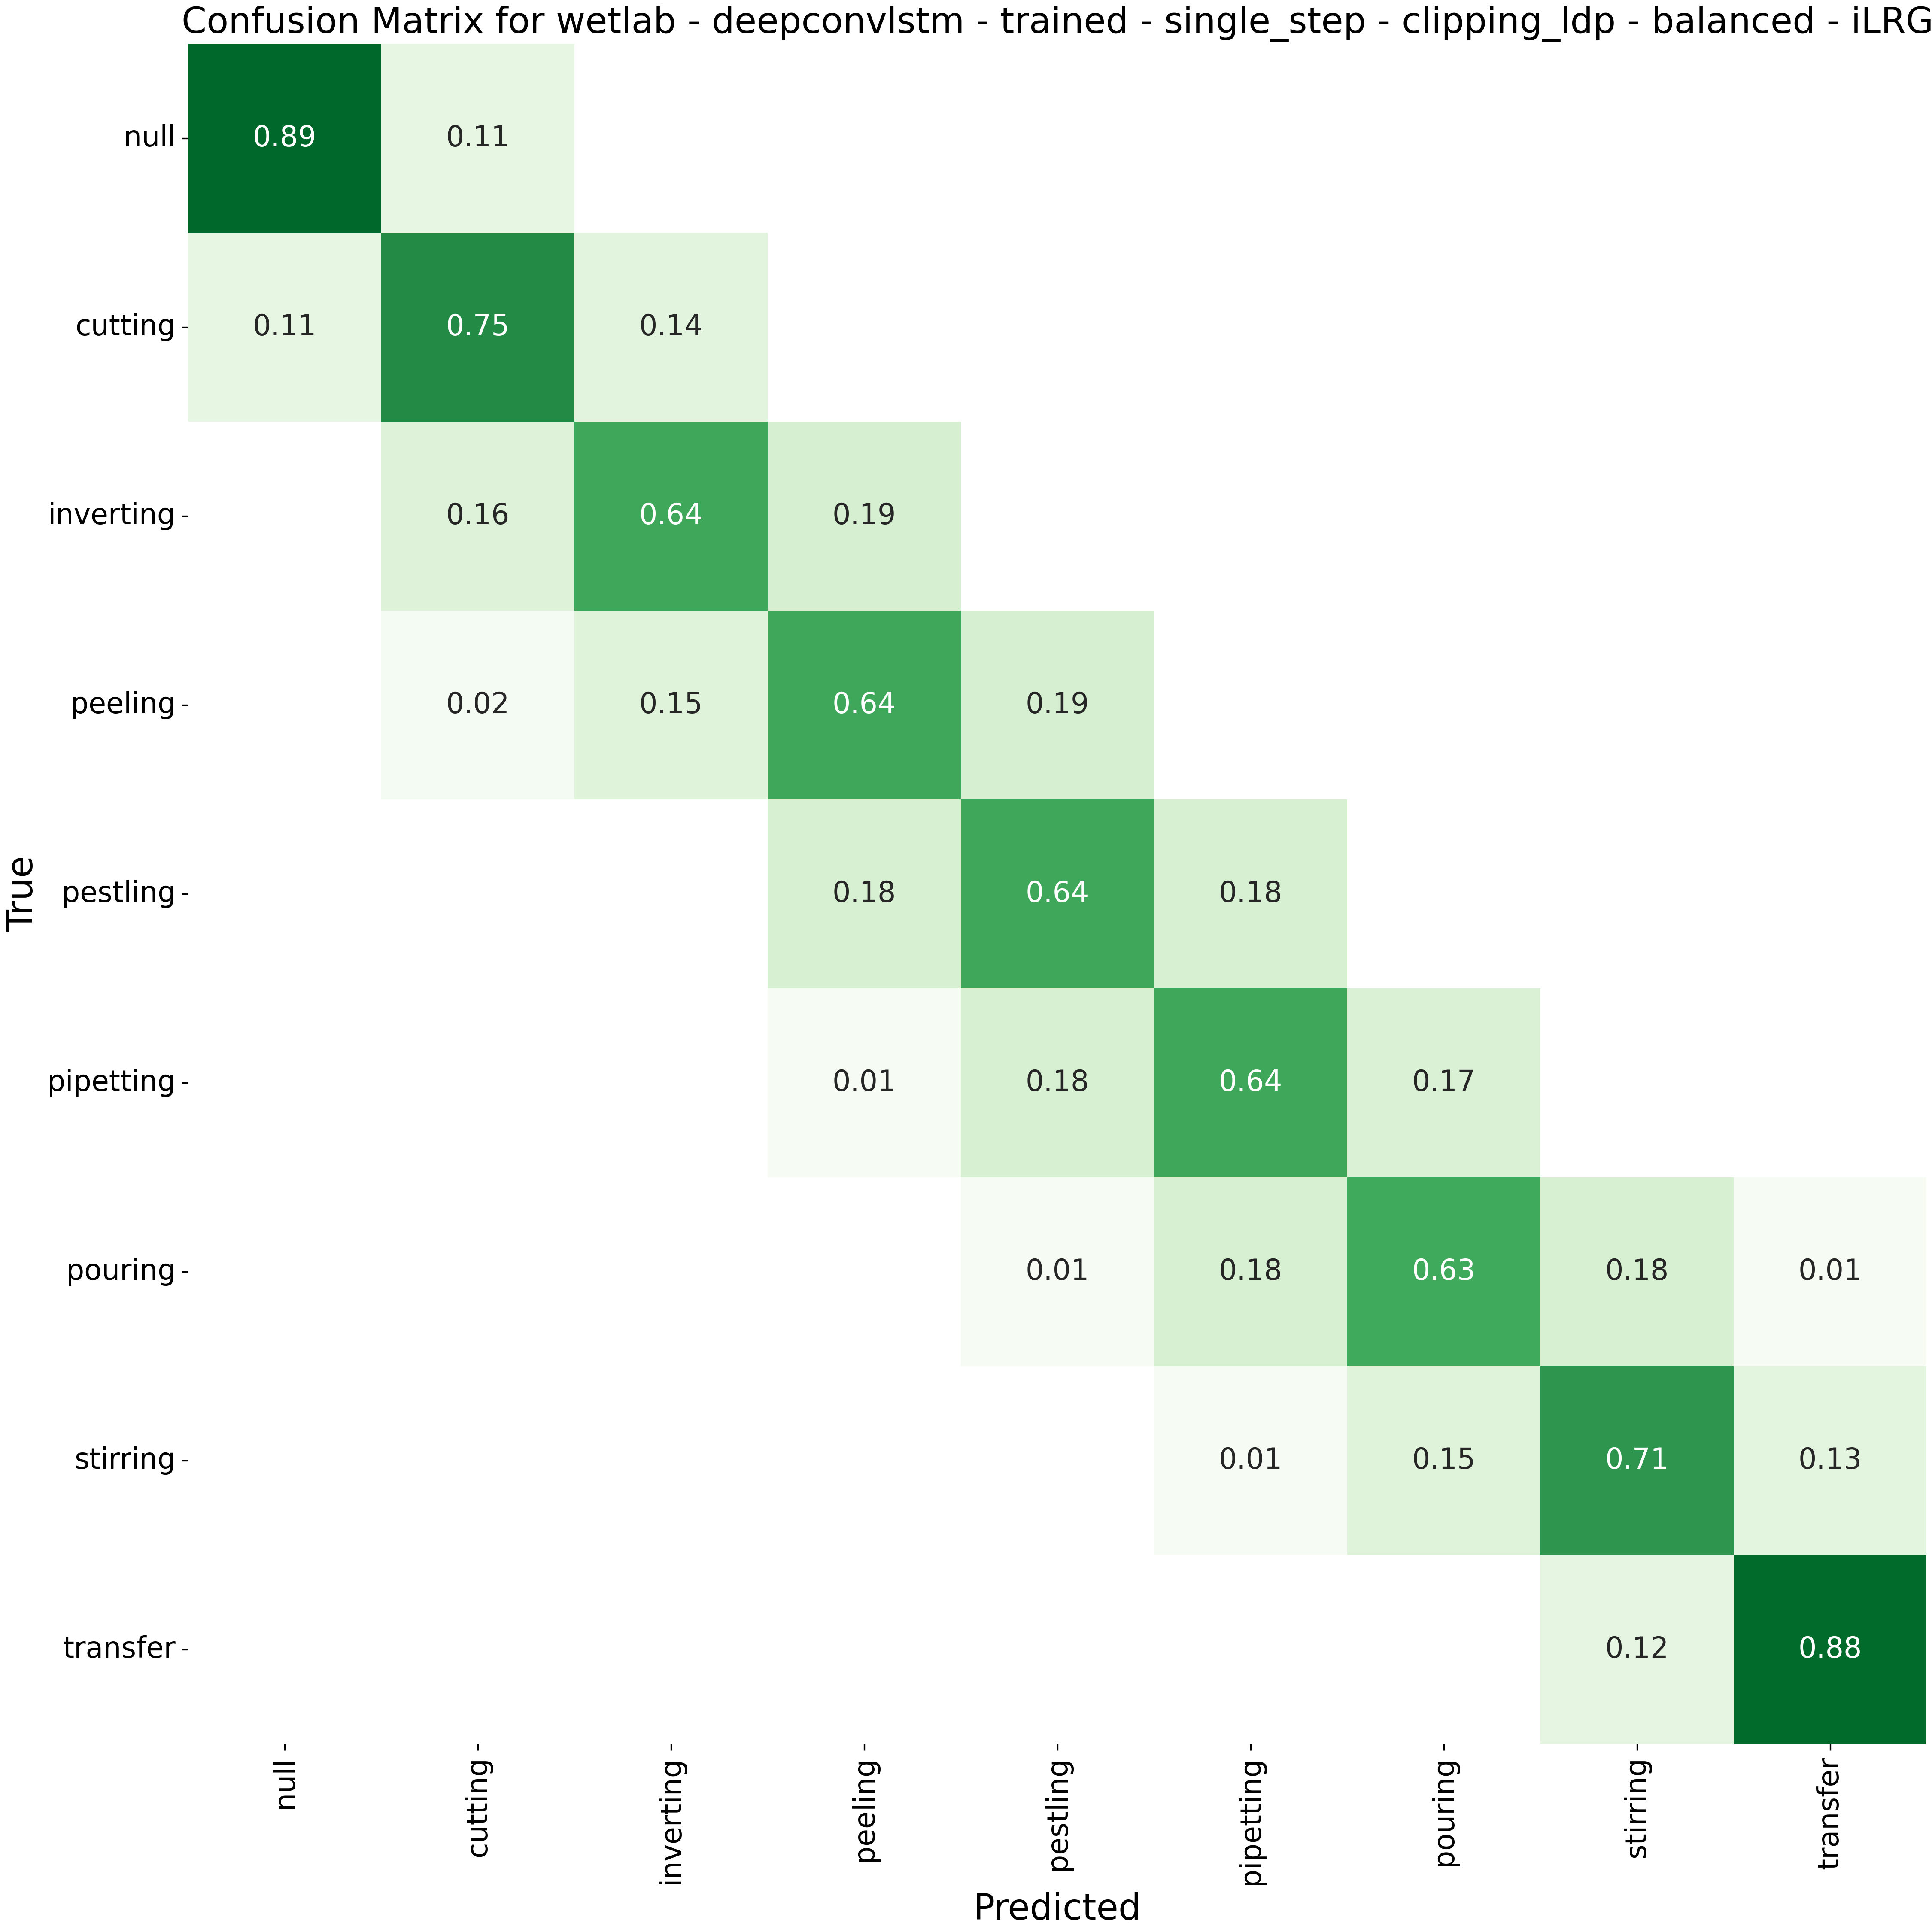 Confusion Matrix for wetlab - deepconvlstm - trained - single_step - clipping_ldp - balanced - iLRG
null 0.89 0.11
cutting 0.11 0.75 0.14
inverting 0.16 0.64 0.19
peeling 0.02 0.15 0.64 0.19
pestling 0.18 0.64 0.18
pipetting 0.01 0.18 0.64 0.17
pouring 0.01 0.18 0.63 0.18 0.01
stirring 0.01 0.15 0.71 0.13
transfer 0.12 0.88
True
null cutting inverting peeling pestling pipetting pouring stirring transfer
Predicted